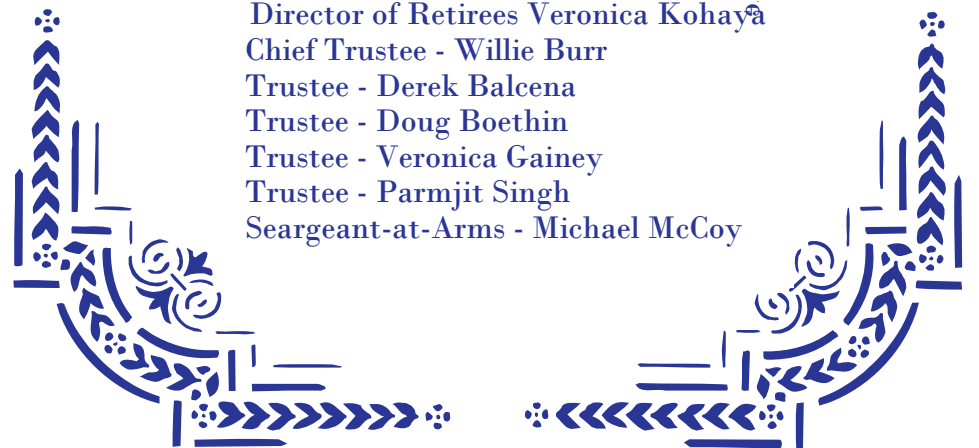 Director of Retirees Veronica Kohaya
Chief Trustee - Willie Burr
Trustee - Derek Balcena
Trustee - Doug Boethin
Trustee - Veronica Gainey
Trustee - Parmjit Singh
Seargeant-at-Arms - Michael McCoy